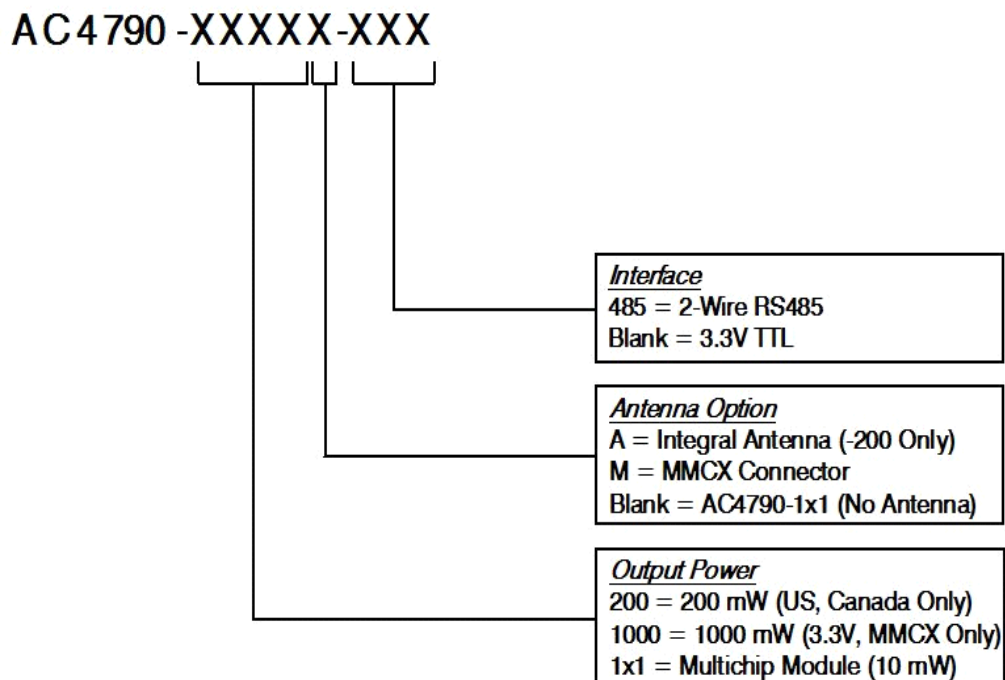 AC4790-XXXXX-XXX
Interface
485 = 2-Wire RS485
Blank = 3.3V TTL
Antenna Option
A = Integral Antenna (-200 Only)
M = MMCX Connector
Blank = AC4790-1x1 (No Antenna)
Output Power
200 = 200 mW (US, Canada Only)
1000 = 1000 mW (3.3V, MMCX Only)
1x1 = Multichip Module (10 mW)